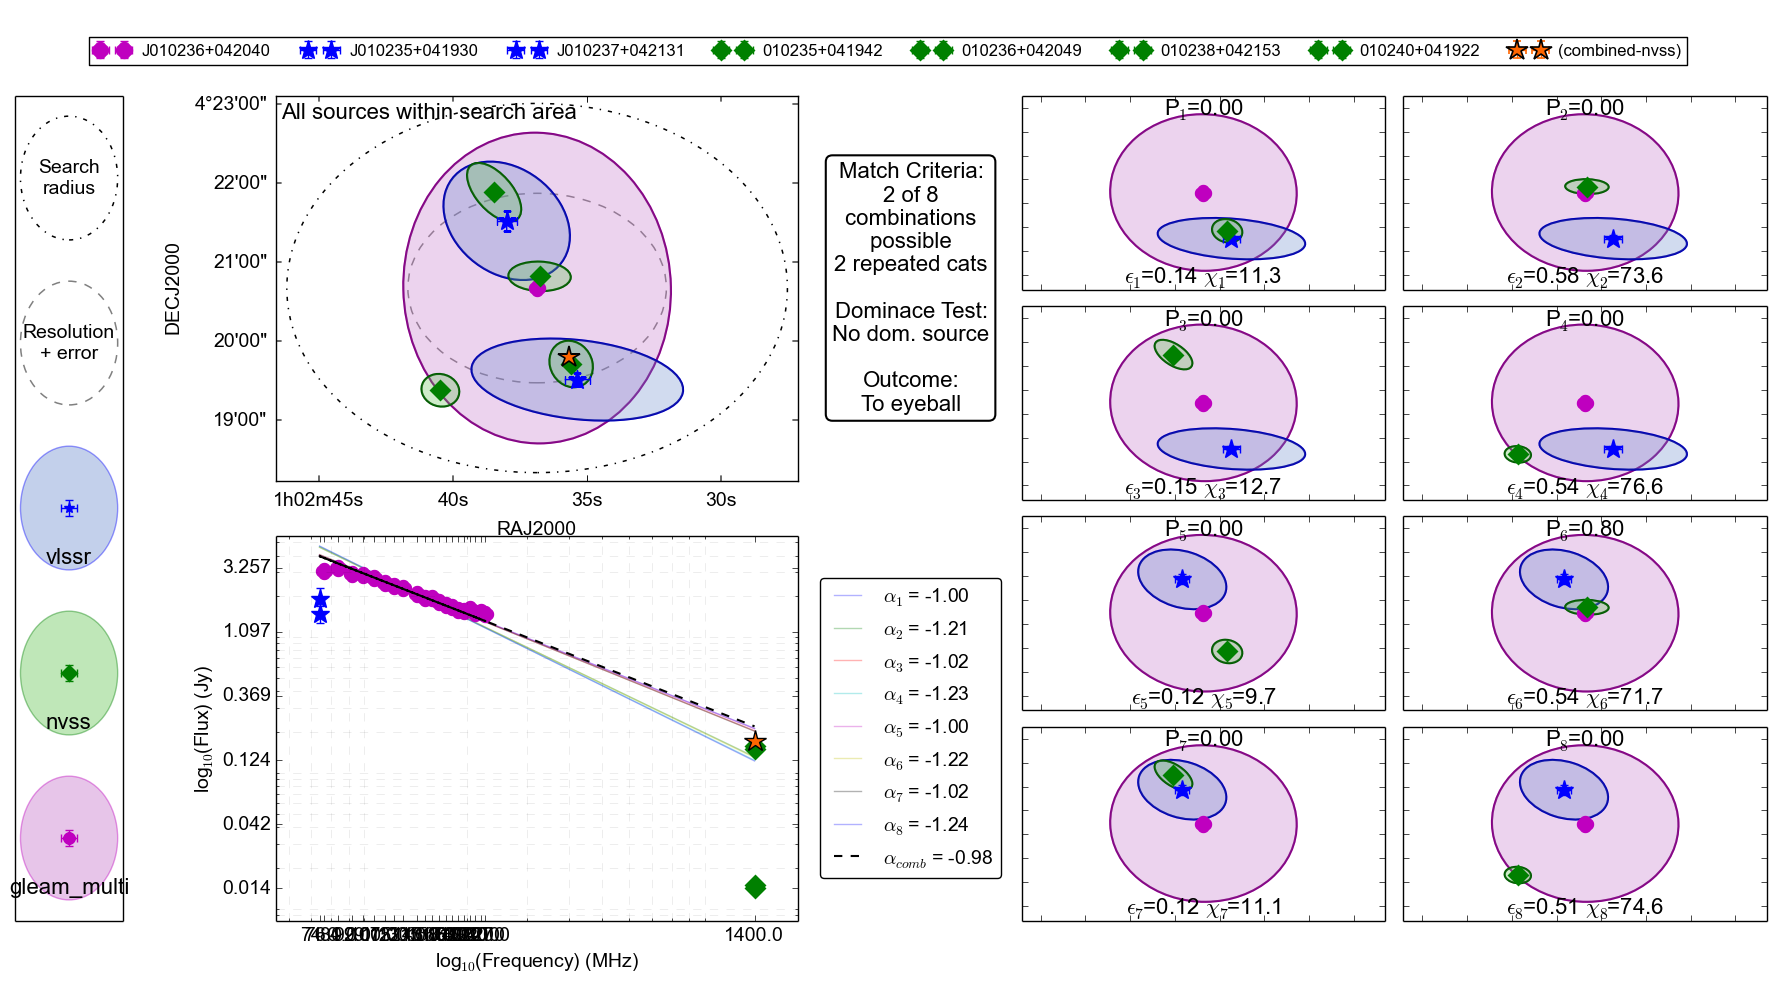 J010236+042040 J010235+041930 J010237+042131 010235+041942 010236+042049 010238+042153 010240+041922 (combined-nvss)
Search
radius
Resolution
+ error
vlssr
nvss
gleam_multi
All sources within search area
4°23'00"
22'00"
21'00"
20'00"
19'00"
DECJ2000
1h02m45s 40s 35s 30s
RAJ2000
Match Criteria:
2 of 8
combinations
possible
2 repeated cats
Dominace Test:
No dom. source
Outcome:
To eyeball
3.257
1.097
0.369
0.124
0.042
0.014
log₁₀(Flux) (Jy)
1400.0
log₁₀(Frequency) (MHz)
α₁ = -1.00
α₂ = -1.21
α₃ = -1.02
α₄ = -1.23
α₅ = -1.00
α₆ = -1.22
α₇ = -1.02
α₈ = -1.24
α_comb = -0.98
P₁=0.00
ϵ₁=0.14 χ₁=11.3
P₂=0.00
ϵ₂=0.58 χ₂=73.6
P₃=0.00
ϵ₃=0.15 χ₃=12.7
P₄=0.00
ϵ₄=0.54 χ₄=76.6
P₅=0.00
ϵ₅=0.12 χ₅=9.7
P₆=0.80
ϵ₆=0.54 χ₆=71.7
P₇=0.00
ϵ₇=0.12 χ₇=11.1
P₈=0.00
ϵ₈=0.51 χ₈=74.6